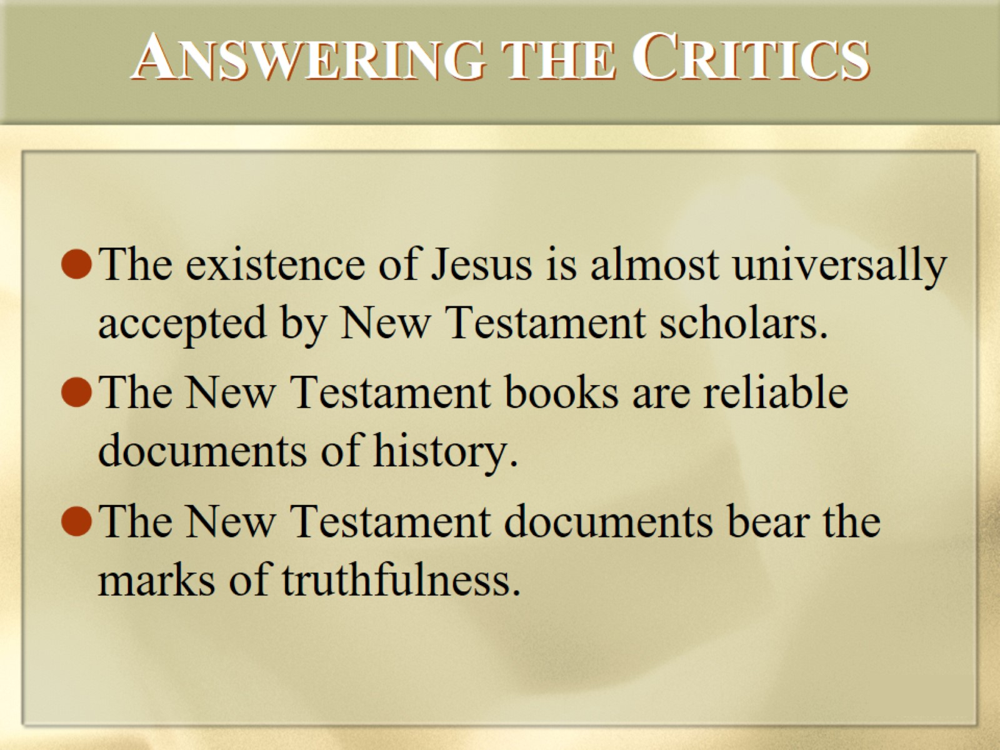 ANSWERING THE CRITICS
The existence of Jesus is almost universally
accepted by New Testament scholars.
The New Testament books are reliable
documents of history.
The New Testament documents bear the
marks of truthfulness.